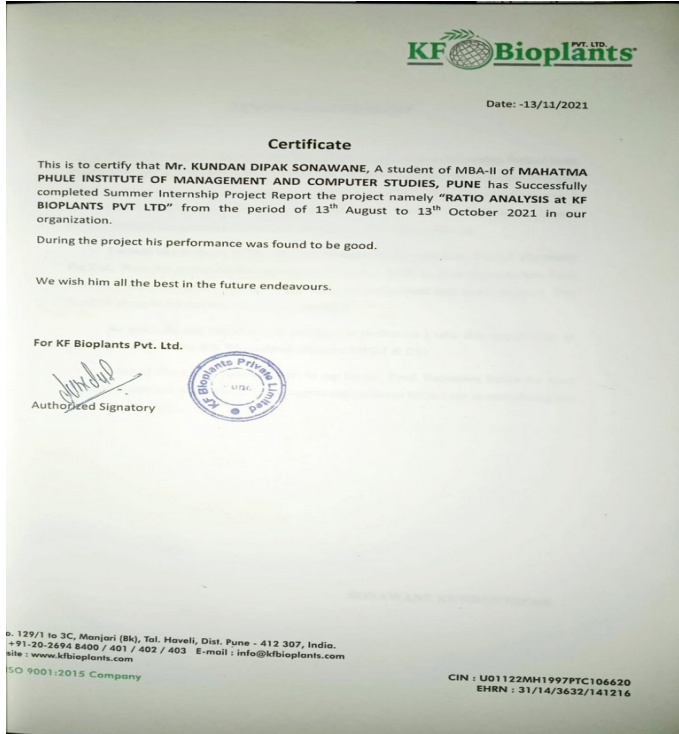 PVT. LTD.
KF Bioplants
Date: -13/11/2021
Certificate
This is to certify that Mr. KUNDAN DIPAK SONAWANE, A student of MBA-II of MAHATMA
PHULE INSTITUTE OF MANAGEMENT AND COMPUTER STUDIES, PUNE has Successfully
completed Summer Internship Project Report the project namely “RATIO ANALYSIS at KF
BIOPLANTS PVT LTD” from the period of 13th August to 13th October 2021 in our
organization.
During the project his performance was found to be good.
We wish him all the best in the future endeavours.
For KF Bioplants Pvt. Ltd.
KF Bioplants Private Limited
Authorized Signatory
129/1 to 3C, Manjari (Bk), Tal. Haveli, Dist. Pune - 412 307, India.
+91-20-2694 8400 / 401 / 402 / 403 E-mail : info@kfbioplants.com
site : www.kfbioplants.com
ISO 9001:2015 Company
CIN : U01122MH1997PTC106620
EHRN : 31/14/3632/141216